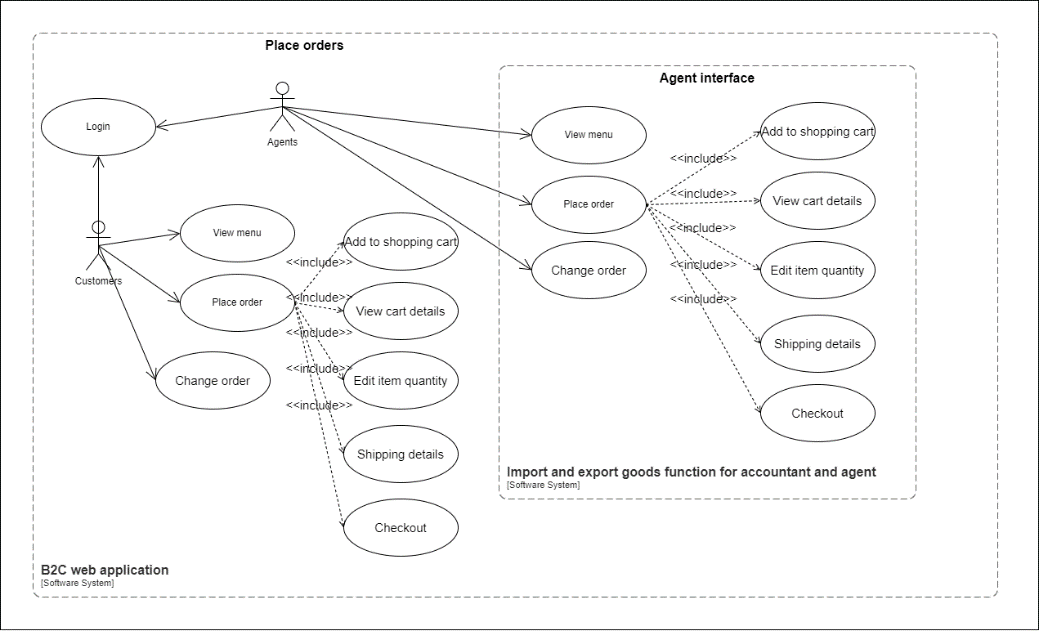 Place orders
Agent interface
Login
Agents
View menu
Add to shopping cart
<<include>>
<<include>>
Place order
View cart details
<<include>>
<<include>>
Change order
Edit item quantity
<<include>>
Shipping details
Checkout
Import and export goods function for accountant and agent
[Software System]
Customers
View menu
Add to shopping cart
<<include>>
Place order
<<include>>
View cart details
<<include>>
<<include>>
Change order
Edit item quantity
<<include>>
Shipping details
Checkout
B2C web application
[Software System]